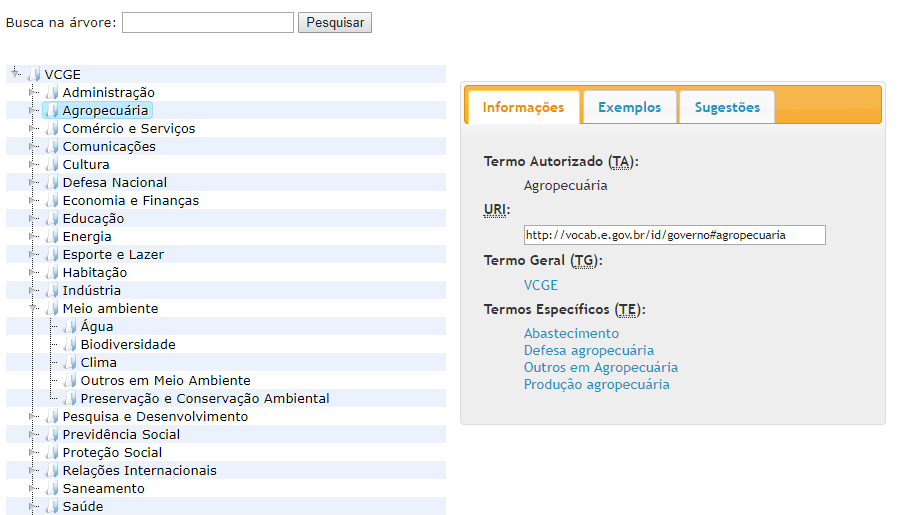 Busca na árvore:
Pesquisar
VCGE
Administração
Agropecuária
Comércio e Serviços
Comunicações
Cultura
Defesa Nacional
Economia e Finanças
Educação
Energia
Esporte e Lazer
Habitação
Indústria
Meio ambiente
Água
Biodiversidade
Clima
Outros em Meio Ambiente
Preservação e Conservação Ambiental
Pesquisa e Desenvolvimento
Previdência Social
Proteção Social
Relações Internacionais
Saneamento
Saúde
Informações
Exemplos
Sugestões
Termo Autorizado (TA):
Agropecuária
URI:
http://vocab.e.gov.br/id/governo#agropecuaria
Termo Geral (TG):
VCGE
Termos Específicos (TE):
Abastecimento
Defesa agropecuária
Outros em Agropecuária
Produção agropecuária